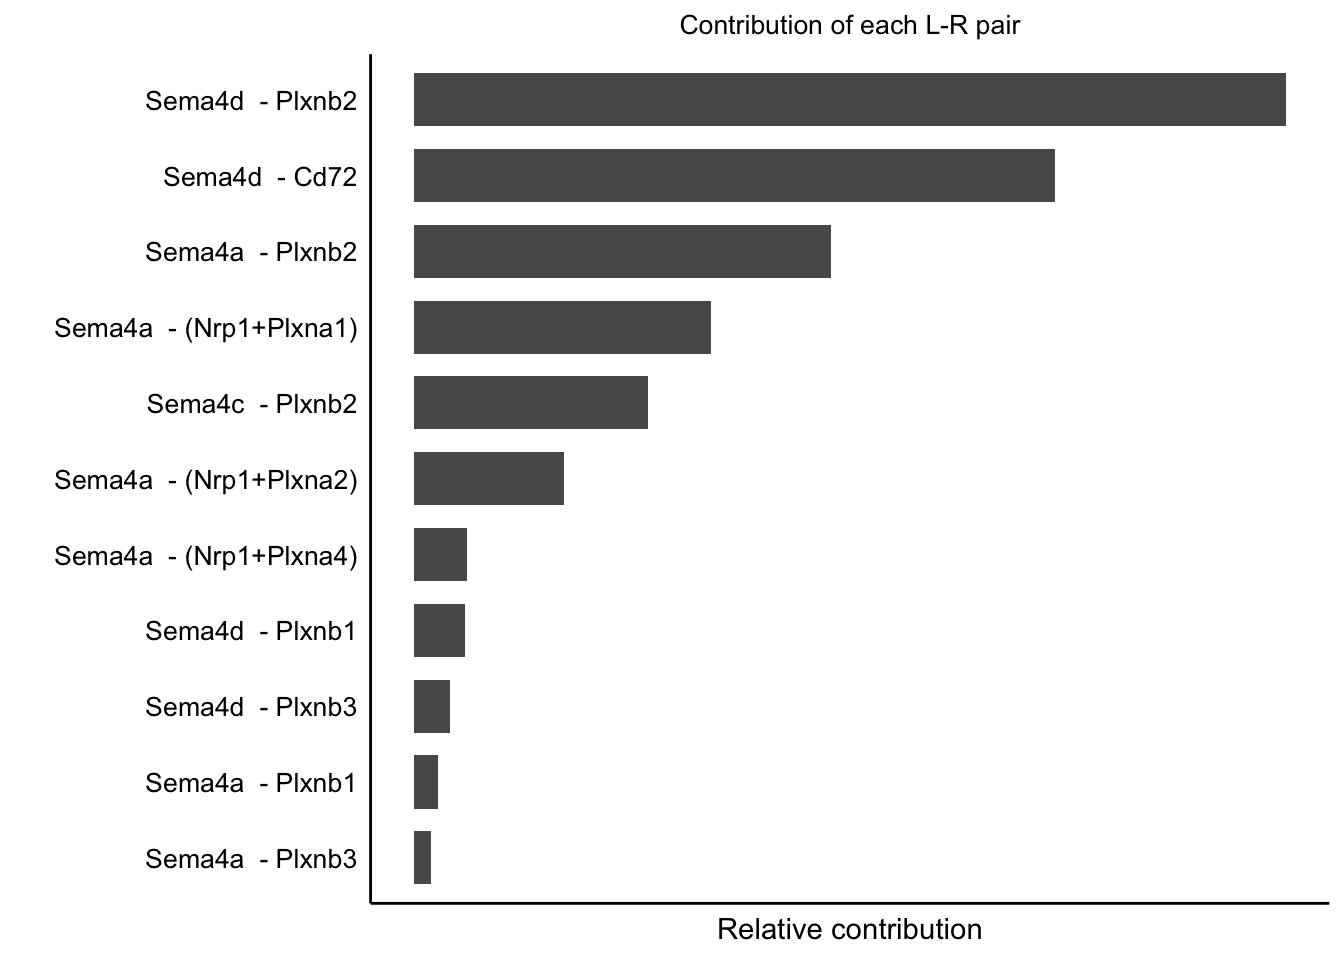 Contribution of each L-R pair
Sema4d  - Plxnb2
Sema4d  - Cd72
Sema4a  - Plxnb2
Sema4a  - (Nrp1+Plxna1)
Sema4c  - Plxnb2
Sema4a  - (Nrp1+Plxna2)
Sema4a  - (Nrp1+Plxna4)
Sema4d  - Plxnb1
Sema4d  - Plxnb3
Sema4a  - Plxnb1
Sema4a  - Plxnb3
Relative contribution